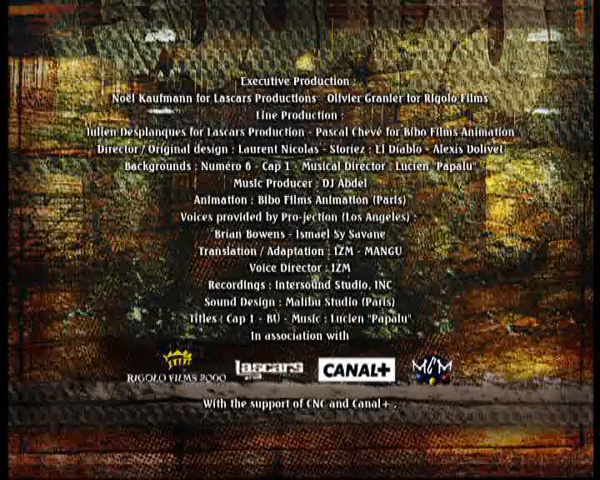 Executive Production :
Noël Kaufmann for Lascars Productions - Olivier Granier for Rigolo Films
Line Production :
Julien Desplanques for Lascars Production - Pascal Chevé for Bibo Films Animation
Director / Original design : Laurent Nicolas - Storiez : El Diablo - Alexis Dolivet
Backgrounds : Numéro 6 - Cap 1 - Musical Director : Lucien "Papalu"
Music Producer : DJ Abdel
Animation : Bibo Films Animation (Paris)
Voices provided by Pro-jection (Los Angeles) :
Brian Bowens - Ismael Sy Savane
Translation / Adaptation : IZM - MANGU
Voice Director : IZM
Recordings : Intersound Studio, INC
Sound Design : Malibu Studio (Paris)
Titles : Cap 1 - BÜ - Music : Lucien "Papalu"
In association with
RIGOLO FILMS 2000 Lascars CANAL+ MCM
With the support of CNC and Canal+ .